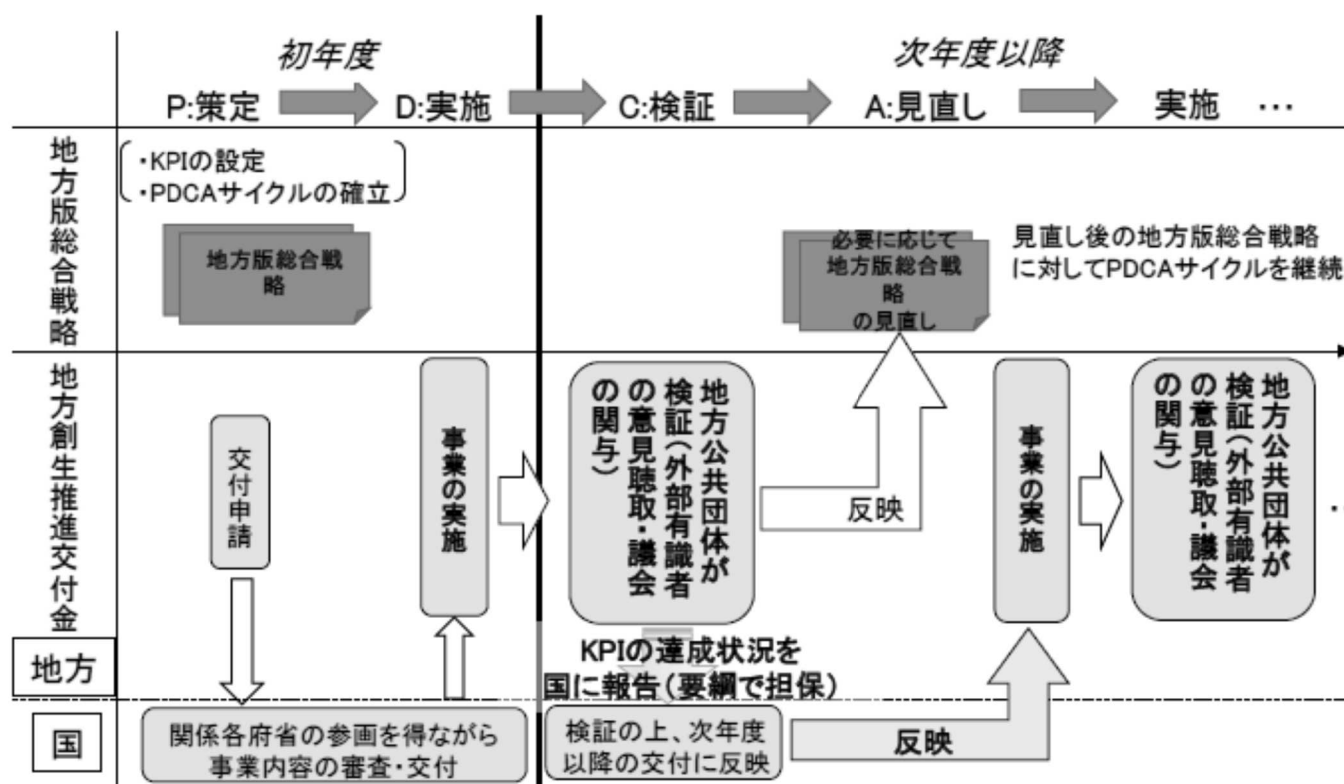 初年度
次年度以降
P:策定
D:実施
C:検証
A:見直し
実施 …
地方版総合戦略
・KPIの設定
・PDCAサイクルの確立
地方版総合戦
略
必要に応じて
地方版総合戦
略
の見直し
見直し後の地方版総合戦略
に対してPDCAサイクルを継続
地方創生推進交付金
交付申請
事業の実施
地方公共団体が
検証(外部有識者
の意見聴取・議会
の関与)
反映
事業の実施
地方公共団体が
検証(外部有識者
の意見聴取・議会
の関与)
…
地方
KPIの達成状況を
国に報告(要綱で担保)
国
関係各府省の参画を得ながら
事業内容の審査・交付
検証の上、次年度
以降の交付に反映
反映